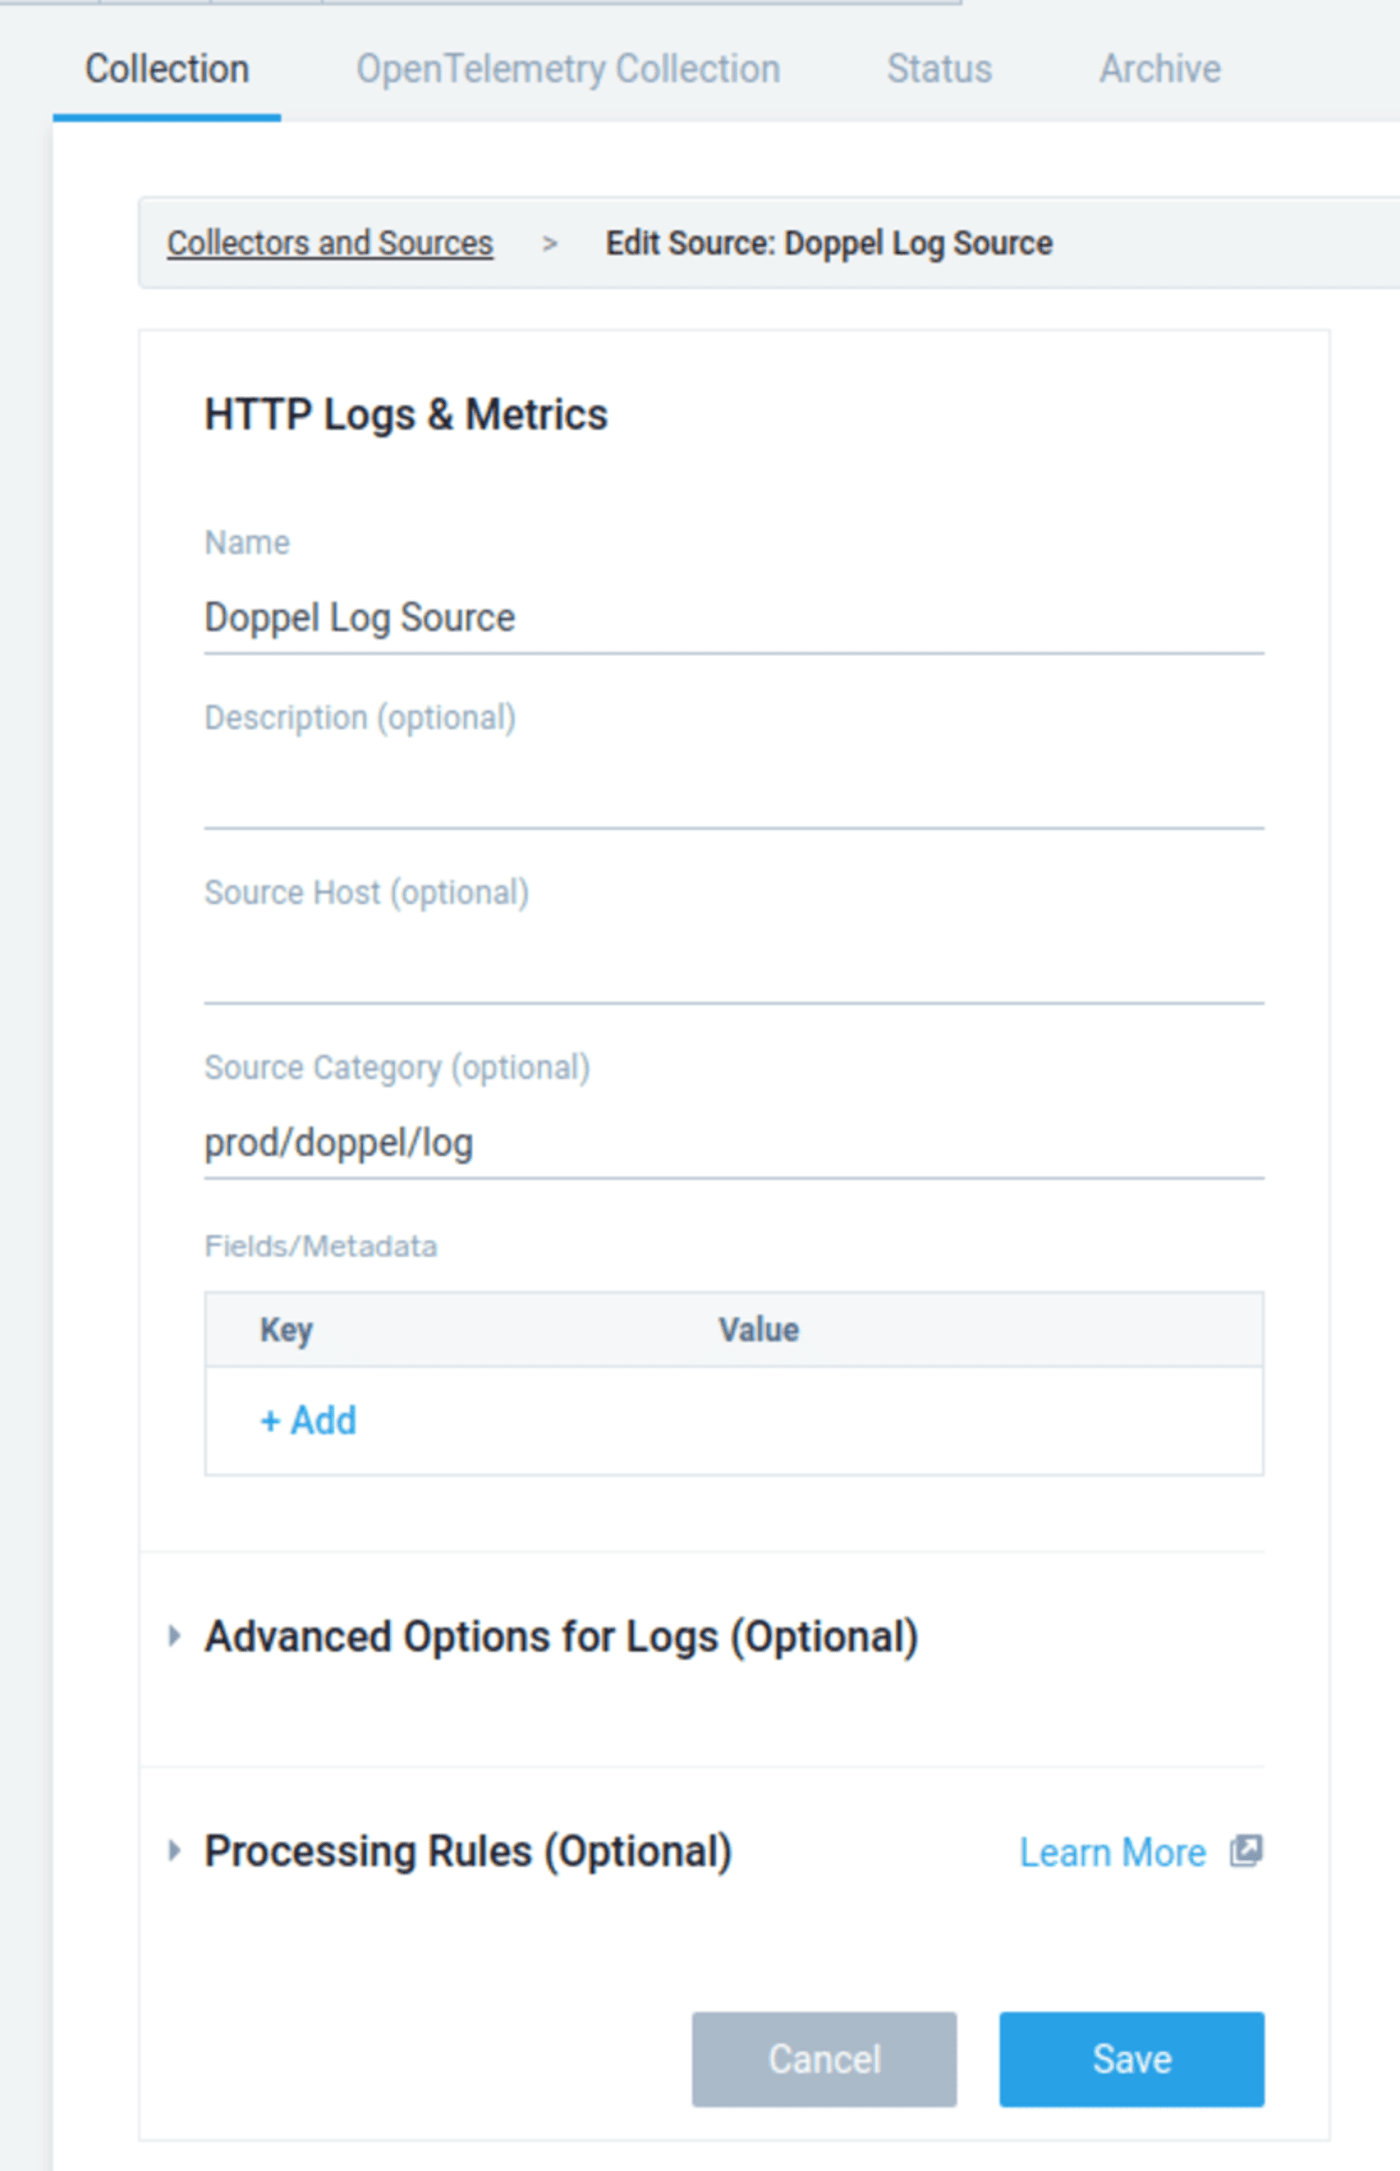 Collection OpenTelemetry Collection Status Archive
Collectors and Sources > Edit Source: Doppel Log Source
HTTP Logs & Metrics
Name
Doppel Log Source
Description (optional)
Source Host (optional)
Source Category (optional)
prod/doppel/log
Fields/Metadata
Key Value
+ Add
Advanced Options for Logs (Optional)
Processing Rules (Optional) Learn More
Cancel Save